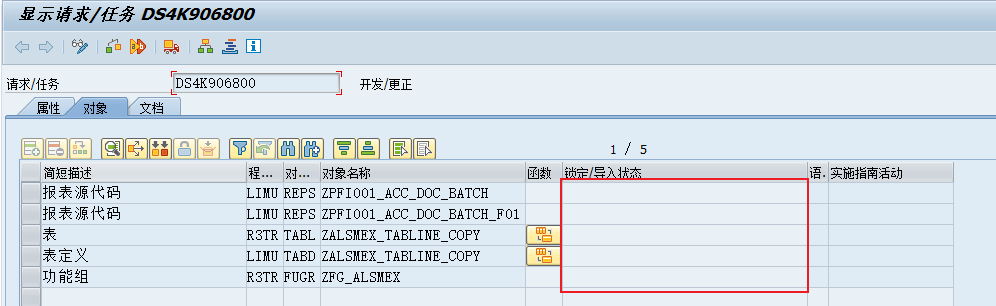 显示请求/任务 DS4K906800
请求/任务 DS4K906800 开发/更正
属性 对象 文档
1 / 5
简短描述 程... 对... 对象名称 函数 锁定/导入状态 语. 实施指南活动
报表源代码 LIMU REPS ZPFI001_ACC_DOC_BATCH
报表源代码 LIMU REPS ZPFI001_ACC_DOC_BATCH_F01
表 R3TR TABL ZALSMEX_TABLINE_COPY
表定义 LIMU TABD ZALSMEX_TABLINE_COPY
功能组 R3TR FUGR ZFG_ALSMEX